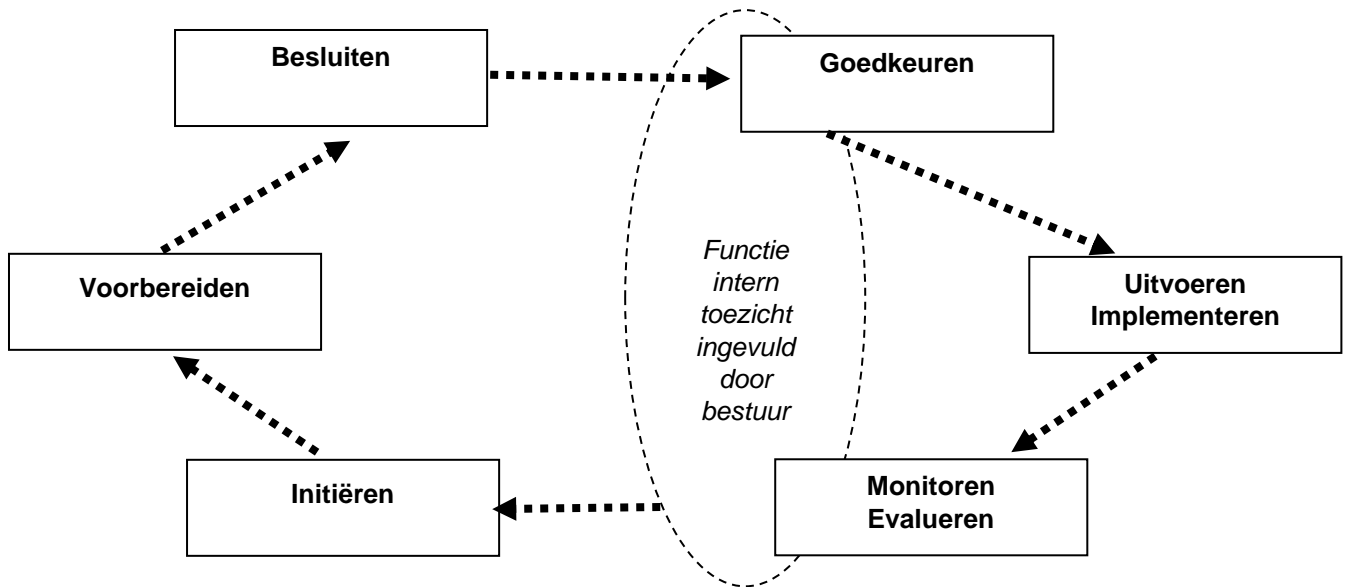 Besluiten
Goedkeuren
Voorbereiden
Functie
intern
toezicht
ingevuld
door
bestuur
Uitvoeren
Implementeren
Initiëren
Monitoren
Evalueren